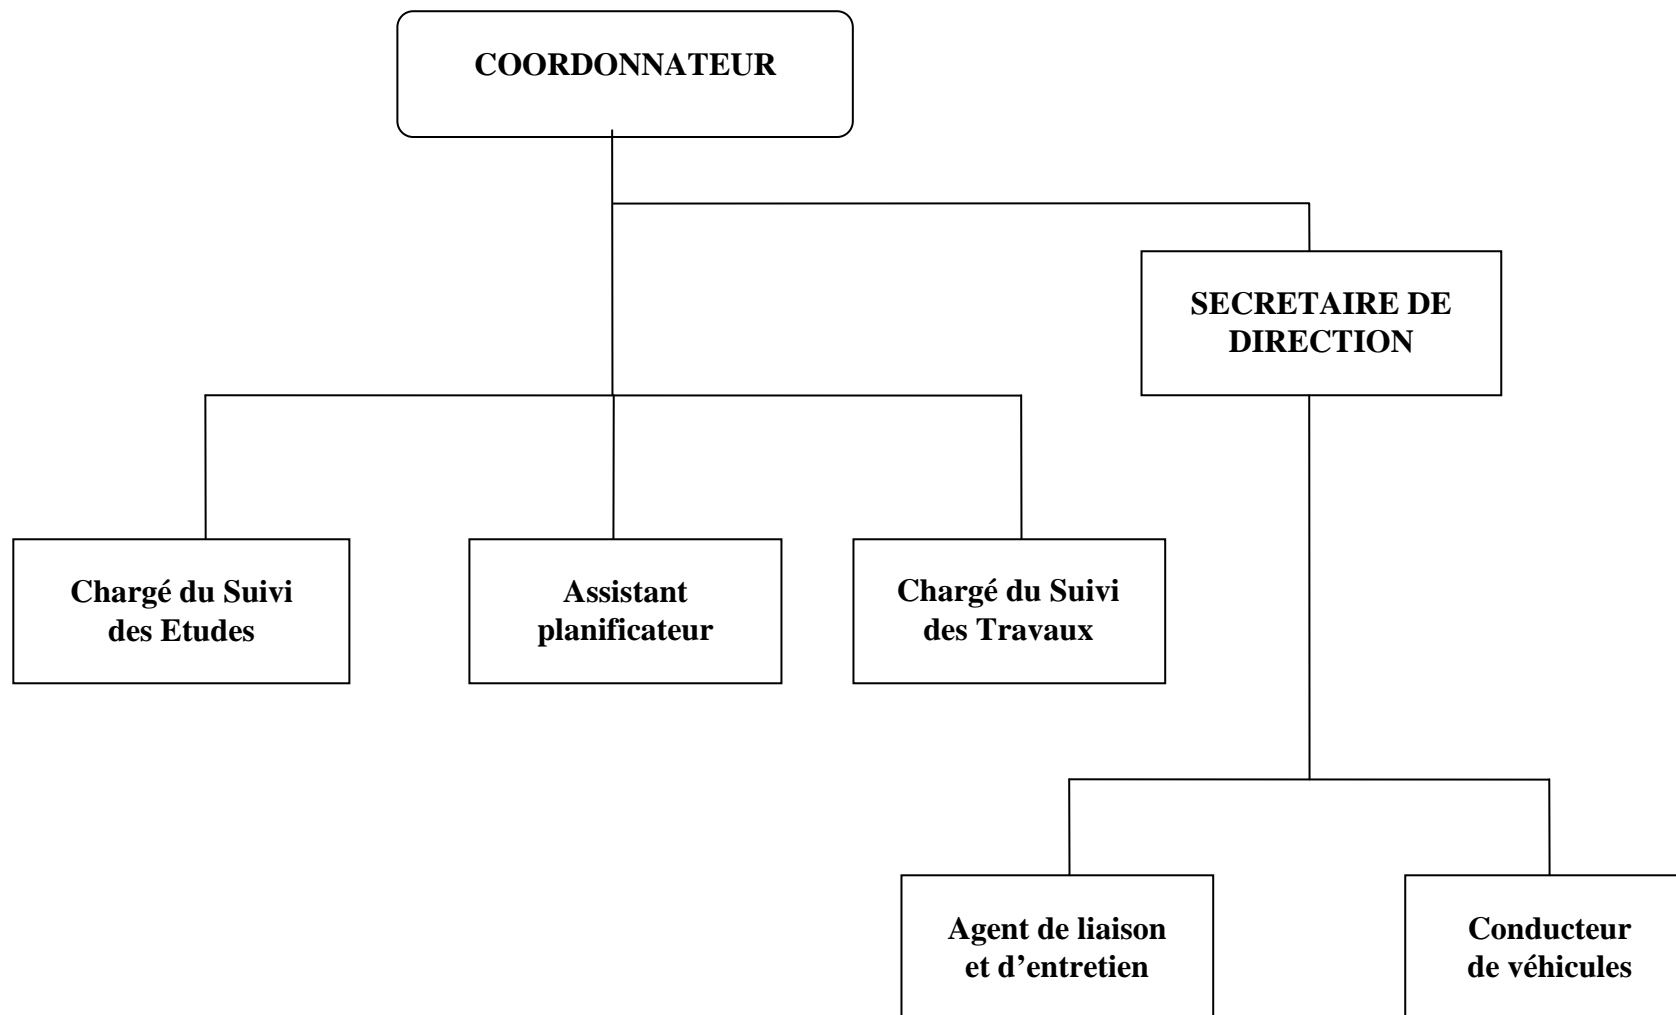 COORDONNATEUR
SECRETAIRE DE
DIRECTION
Chargé du Suivi
des Etudes
Assistant
planificateur
Chargé du Suivi
des Travaux
Agent de liaison
et d’entretien
Conducteur
de véhicules